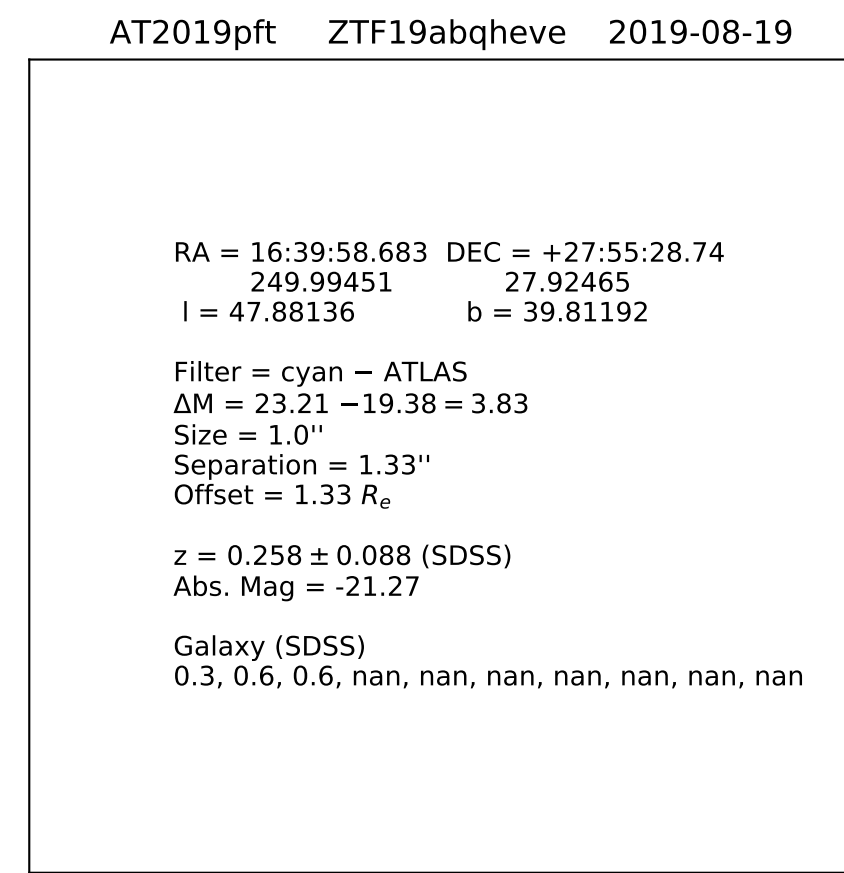 AT2019pft ZTF19abqheve 2019-08-19
RA = 16:39:58.683 DEC = +27:55:28.74
249.99451 27.92465
l = 47.88136 b = 39.81192
Filter = cyan − ATLAS
ΔM = 23.21 −19.38 = 3.83
Size = 1.0''
Separation = 1.33''
Offset = 1.33 Rₑ
z = 0.258 ± 0.088 (SDSS)
Abs. Mag = -21.27
Galaxy (SDSS)
0.3, 0.6, 0.6, nan, nan, nan, nan, nan, nan, nan